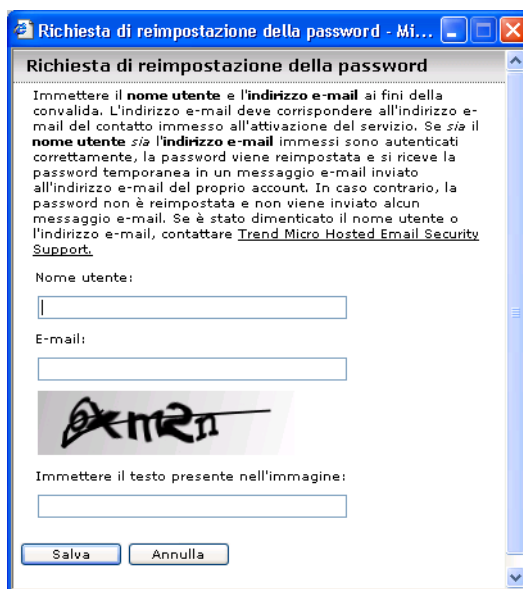 Richiesta di reimpostazione della password - Mi...
Richiesta di reimpostazione della password
Immettere il nome utente e l'indirizzo e-mail ai fini della
convalida. L'indirizzo e-mail deve corrispondere all'indirizzo e-
mail del contatto immesso all'attivazione del servizio. Se sia il
nome utente sia l'indirizzo e-mail immessi sono autenticati
correttamente, la password viene reimpostata e si riceve la
password temporanea in un messaggio e-mail inviato
all'indirizzo e-mail del proprio account. In caso contrario, la
password non è reimpostata e non viene inviato alcun
messaggio e-mail. Se è stato dimenticato il nome utente o
l'indirizzo e-mail, contattare Trend Micro Hosted Email Security
Support.
Nome utente:
E-mail:
Immettere il testo presente nell'immagine:
Salva
Annulla